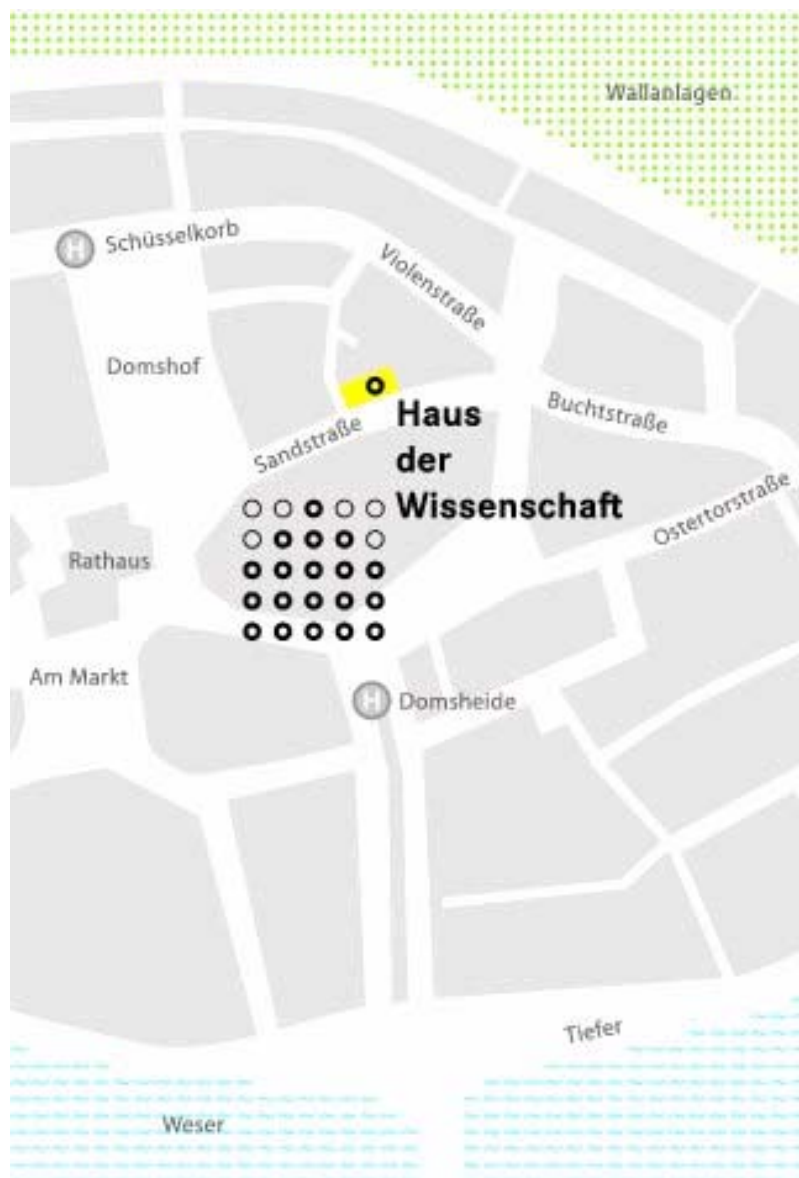 Wallanlagen
H
Schüsselkorb
Violenstraße
Domshof
Buchtstraße
Haus
der
Wissenschaft
Sandstraße
Ostertorstraße
Rathaus
Am Markt
H
Domsheide
Tiefer
Weser